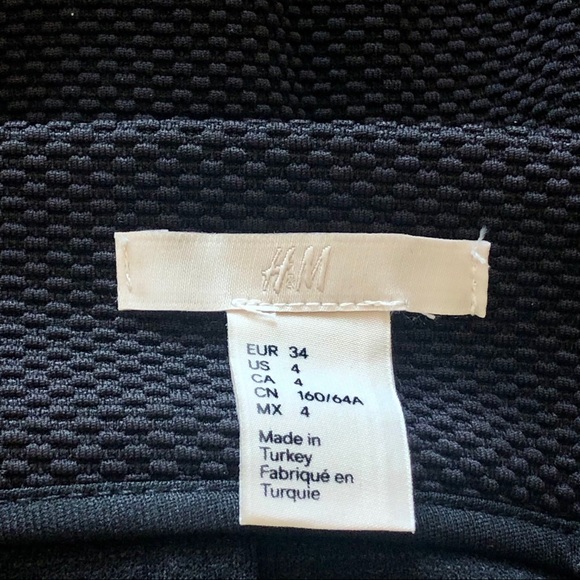 H&M
EUR 34
US 4
CA 4
CN 160/64A
MX 4
Made in
Turkey
Fabriqué en
Turquie